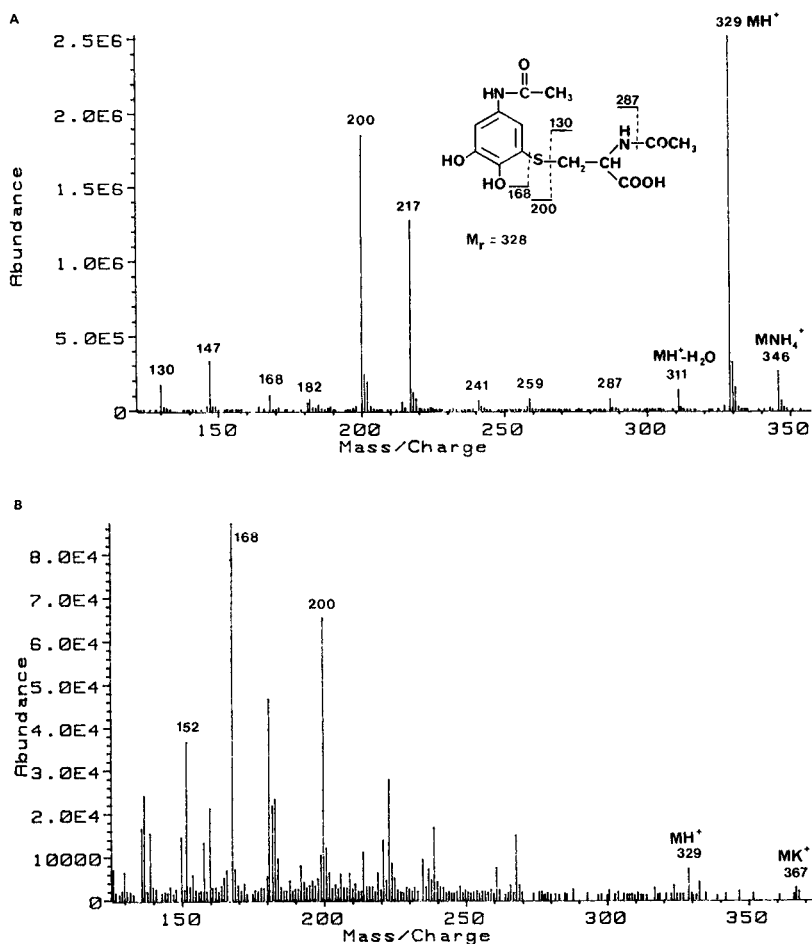 A
2.5E6
2.0E6
1.5E6
1.0E6
5.0E5
0
Abundance
130
147
168
182
200
217
241
259
287
MH⁺-H₂O
311
329 MH⁺
MNH₄⁺
346
O
HN-C-CH₃
287
130
H
N-COCH₃
HO
S-CH₂-CH
HO
COOH
168
200
Mᵣ = 328
150
200
250
300
350
Mass/Charge
B
8.0E4
7.0E4
6.0E4
5.0E4
4.0E4
3.0E4
2.0E4
10000
0
Abundance
152
168
200
MH⁺
329
MK⁺
367
150
200
250
300
350
Mass/Charge